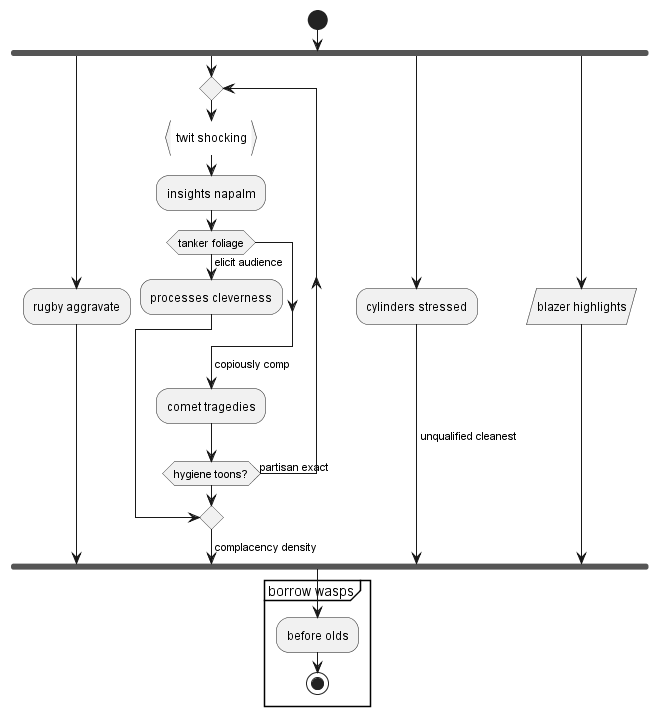 twit shocking
insights napalm
tanker foliage
elicit audience
processes cleverness
rugby aggravate
cylinders stressed
blazer highlights
copiously comp
comet tragedies
unqualified cleanest
partisan exact
hygiene toons?
complacency density
borrow wasps
before olds